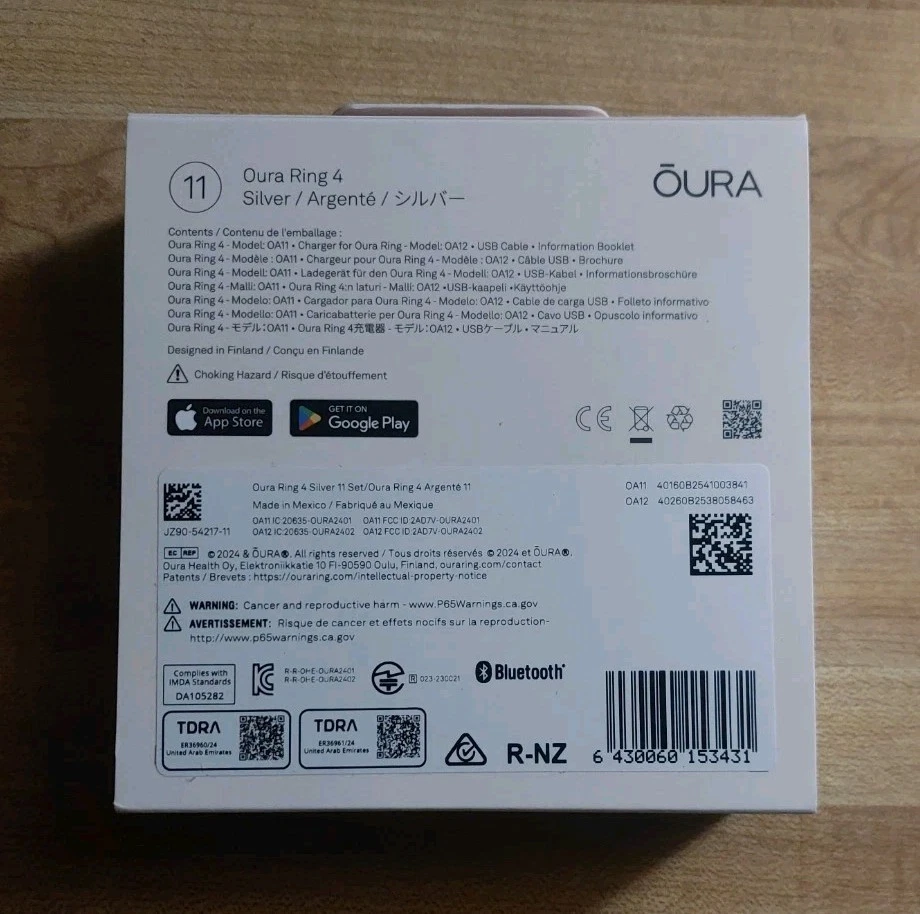 11
Oura Ring 4
Silver / Argenté / シルバー
ŌURA
Contents / Contenu de l'emballage :
Oura Ring 4 - Model: OA11 • Charger for Oura Ring - Model: OA12 • USB Cable • Information Booklet
Oura Ring 4 - Modèle : OA11 • Chargeur pour Oura Ring 4 - Modèle : OA12 • Câble USB • Brochure
Oura Ring 4 - Modell: OA11 • Ladegerät für den Oura Ring 4 - Modell: OA12 • USB-Kabel • Informationsbroschüre
Oura Ring 4 -Malli: OA11 • Oura Ring 4:n laturi - Malli: OA12 •USB-kaapeli •Käyttöohje
Oura Ring 4 - Modelo: OA11 • Cargador para Oura Ring 4 - Modelo: OA12 • Cable de carga USB • Folleto informativo
Oura Ring 4 - Modello: OA11 • Caricabatterie per Oura Ring 4 - Modello: OA12 • Cavo USB • Opuscolo informativo
Oura Ring 4 - モデル:OA11 • Oura Ring 4充電器 - モデル:OA12 • USBケーブル • マニュアル
Designed in Finland / Conçu en Finlande
Choking Hazard / Risque d'étouffement
Download on the
App Store
GET IT ON
Google Play
CE
Oura Ring 4 Silver 11 Set/Oura Ring 4 Argenté 11
Made in Mexico / Fabriqué au Mexique
OA11 IC:20635-OURA2401 OA11 FCC ID:2AD7V-OURA2401
OA12 IC:20635-OURA2402 OA12 FCC ID:2AD7V-OURA2402
JZ90-54217-11
OA11 40160B2541003841
OA12 40260B2538058463
EC REP © 2024 & ŌURA®. All rights reserved / Tous droits réservés © 2024 et ŌURA®.
Oura Health Oy, Elektroniikkatie 10 FI-90590 Oulu, Finland, ouraring.com/contact
Patents / Brevets : https://ouraring.com/intellectual-property-notice
WARNING: Cancer and reproductive harm - www.P65Warnings.ca.gov
AVERTISSEMENT: Risque de cancer et effets nocifs sur la reproduction-
http://www.p65warnings.ca.gov
Complies with
IMDA Standards
DA105282
R-R-OHE-OURA2401
R-R-OHE-OURA2402
R 023-230021
Bluetooth®
TDRA
ER36960/24
United Arab Emirates
TDRA
ER36961/24
United Arab Emirates
R-NZ
6 430060 153431